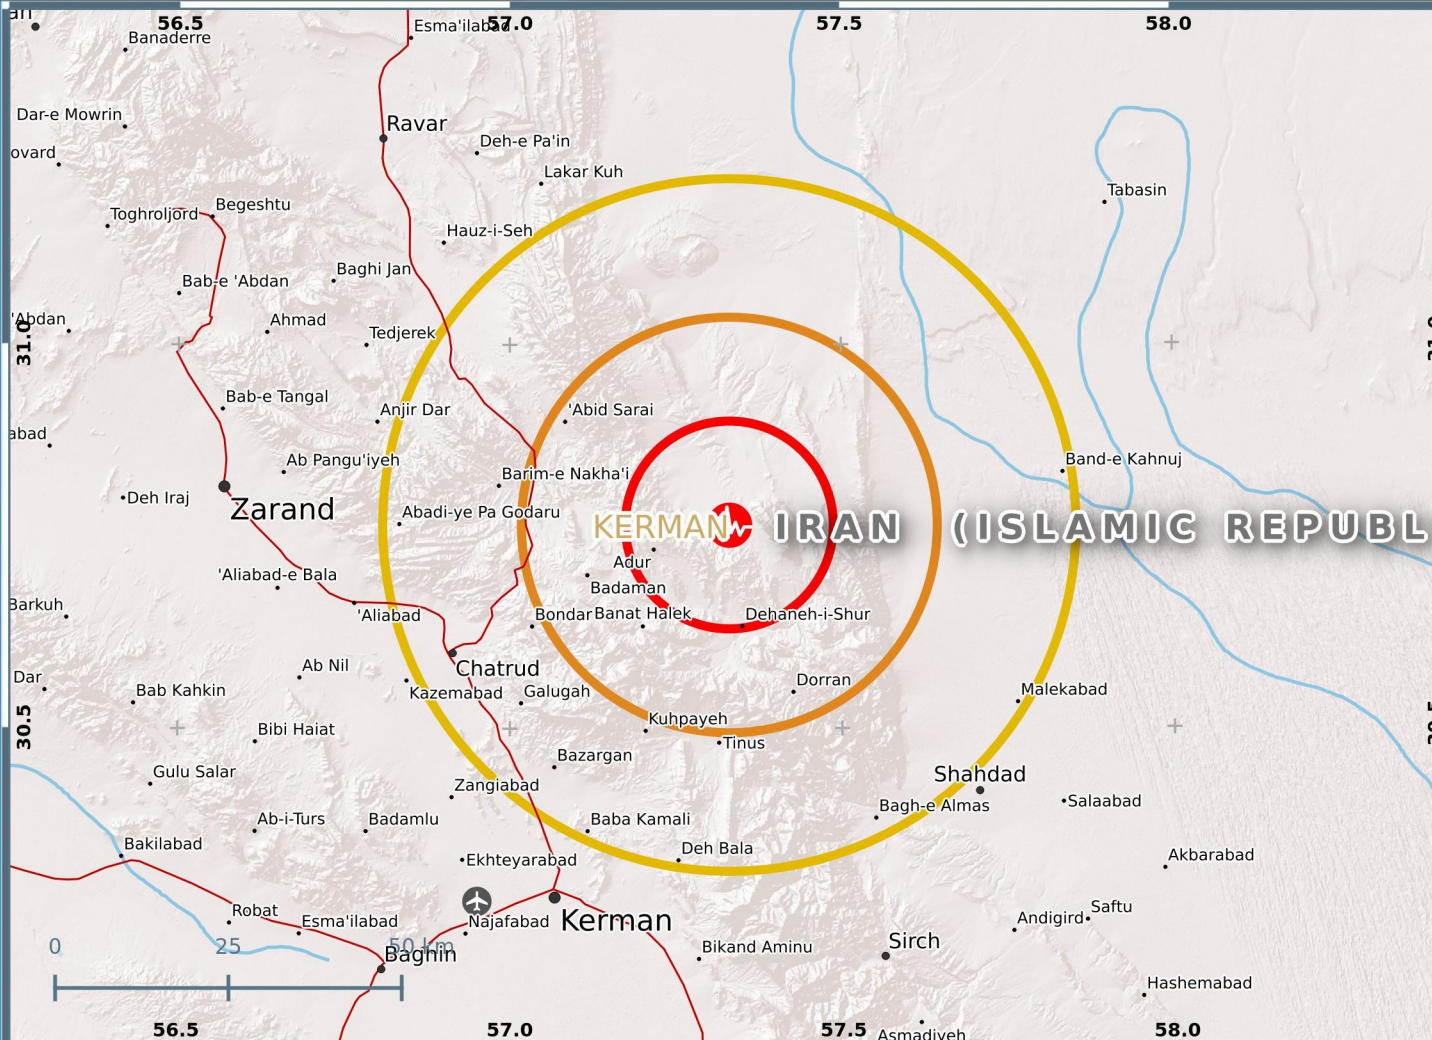 56.5
57.0
57.5
58.0
Esma'ilabad
Banaderre
Dar-e Mowrin
Ravar
Deh-e Pa'in
ovard
Lakar Kuh
Tabasin
Toghroljord
Begeshtu
Hauz-i-Seh
Baghi Jan
Bab-e 'Abdan
'Abdan
Ahmad
Tedjerek
31.0
Bab-e Tangal
Anjir Dar
'Abid Sarai
abad
Ab Pangu'iyeh
Barim-e Nakha'i
Band-e Kahnuj
Deh Iraj
Zarand
Abadi-ye Pa Godaru
KERMAN
IRAN (ISLAMIC REPUBL
Adur
'Aliabad-e Bala
Badaman
Barkuh
'Aliabad
Bondar
Banat Halek
Dehaneh-i-Shur
Chatrud
Ab Nil
Dar
Bab Kahkin
Kazemabad
Galugah
Dorran
Malekabad
30.5
Bibi Haiat
Kuhpayeh
Tinus
Bazargan
Gulu Salar
Zangiabad
Shahdad
Bagh-e Almas
Salaabad
Ab-i-Turs
Badamlu
Baba Kamali
Bakilabad
Ekhteyarabad
Deh Bala
Akbarabad
Robat
Esma'ilabad
Najafabad
Kerman
Andigird
Saftu
0
25
50 km
Baghin
Bikand Aminu
Sirch
Hashemabad
56.5
57.0
57.5
58.0
Asmadiyeh